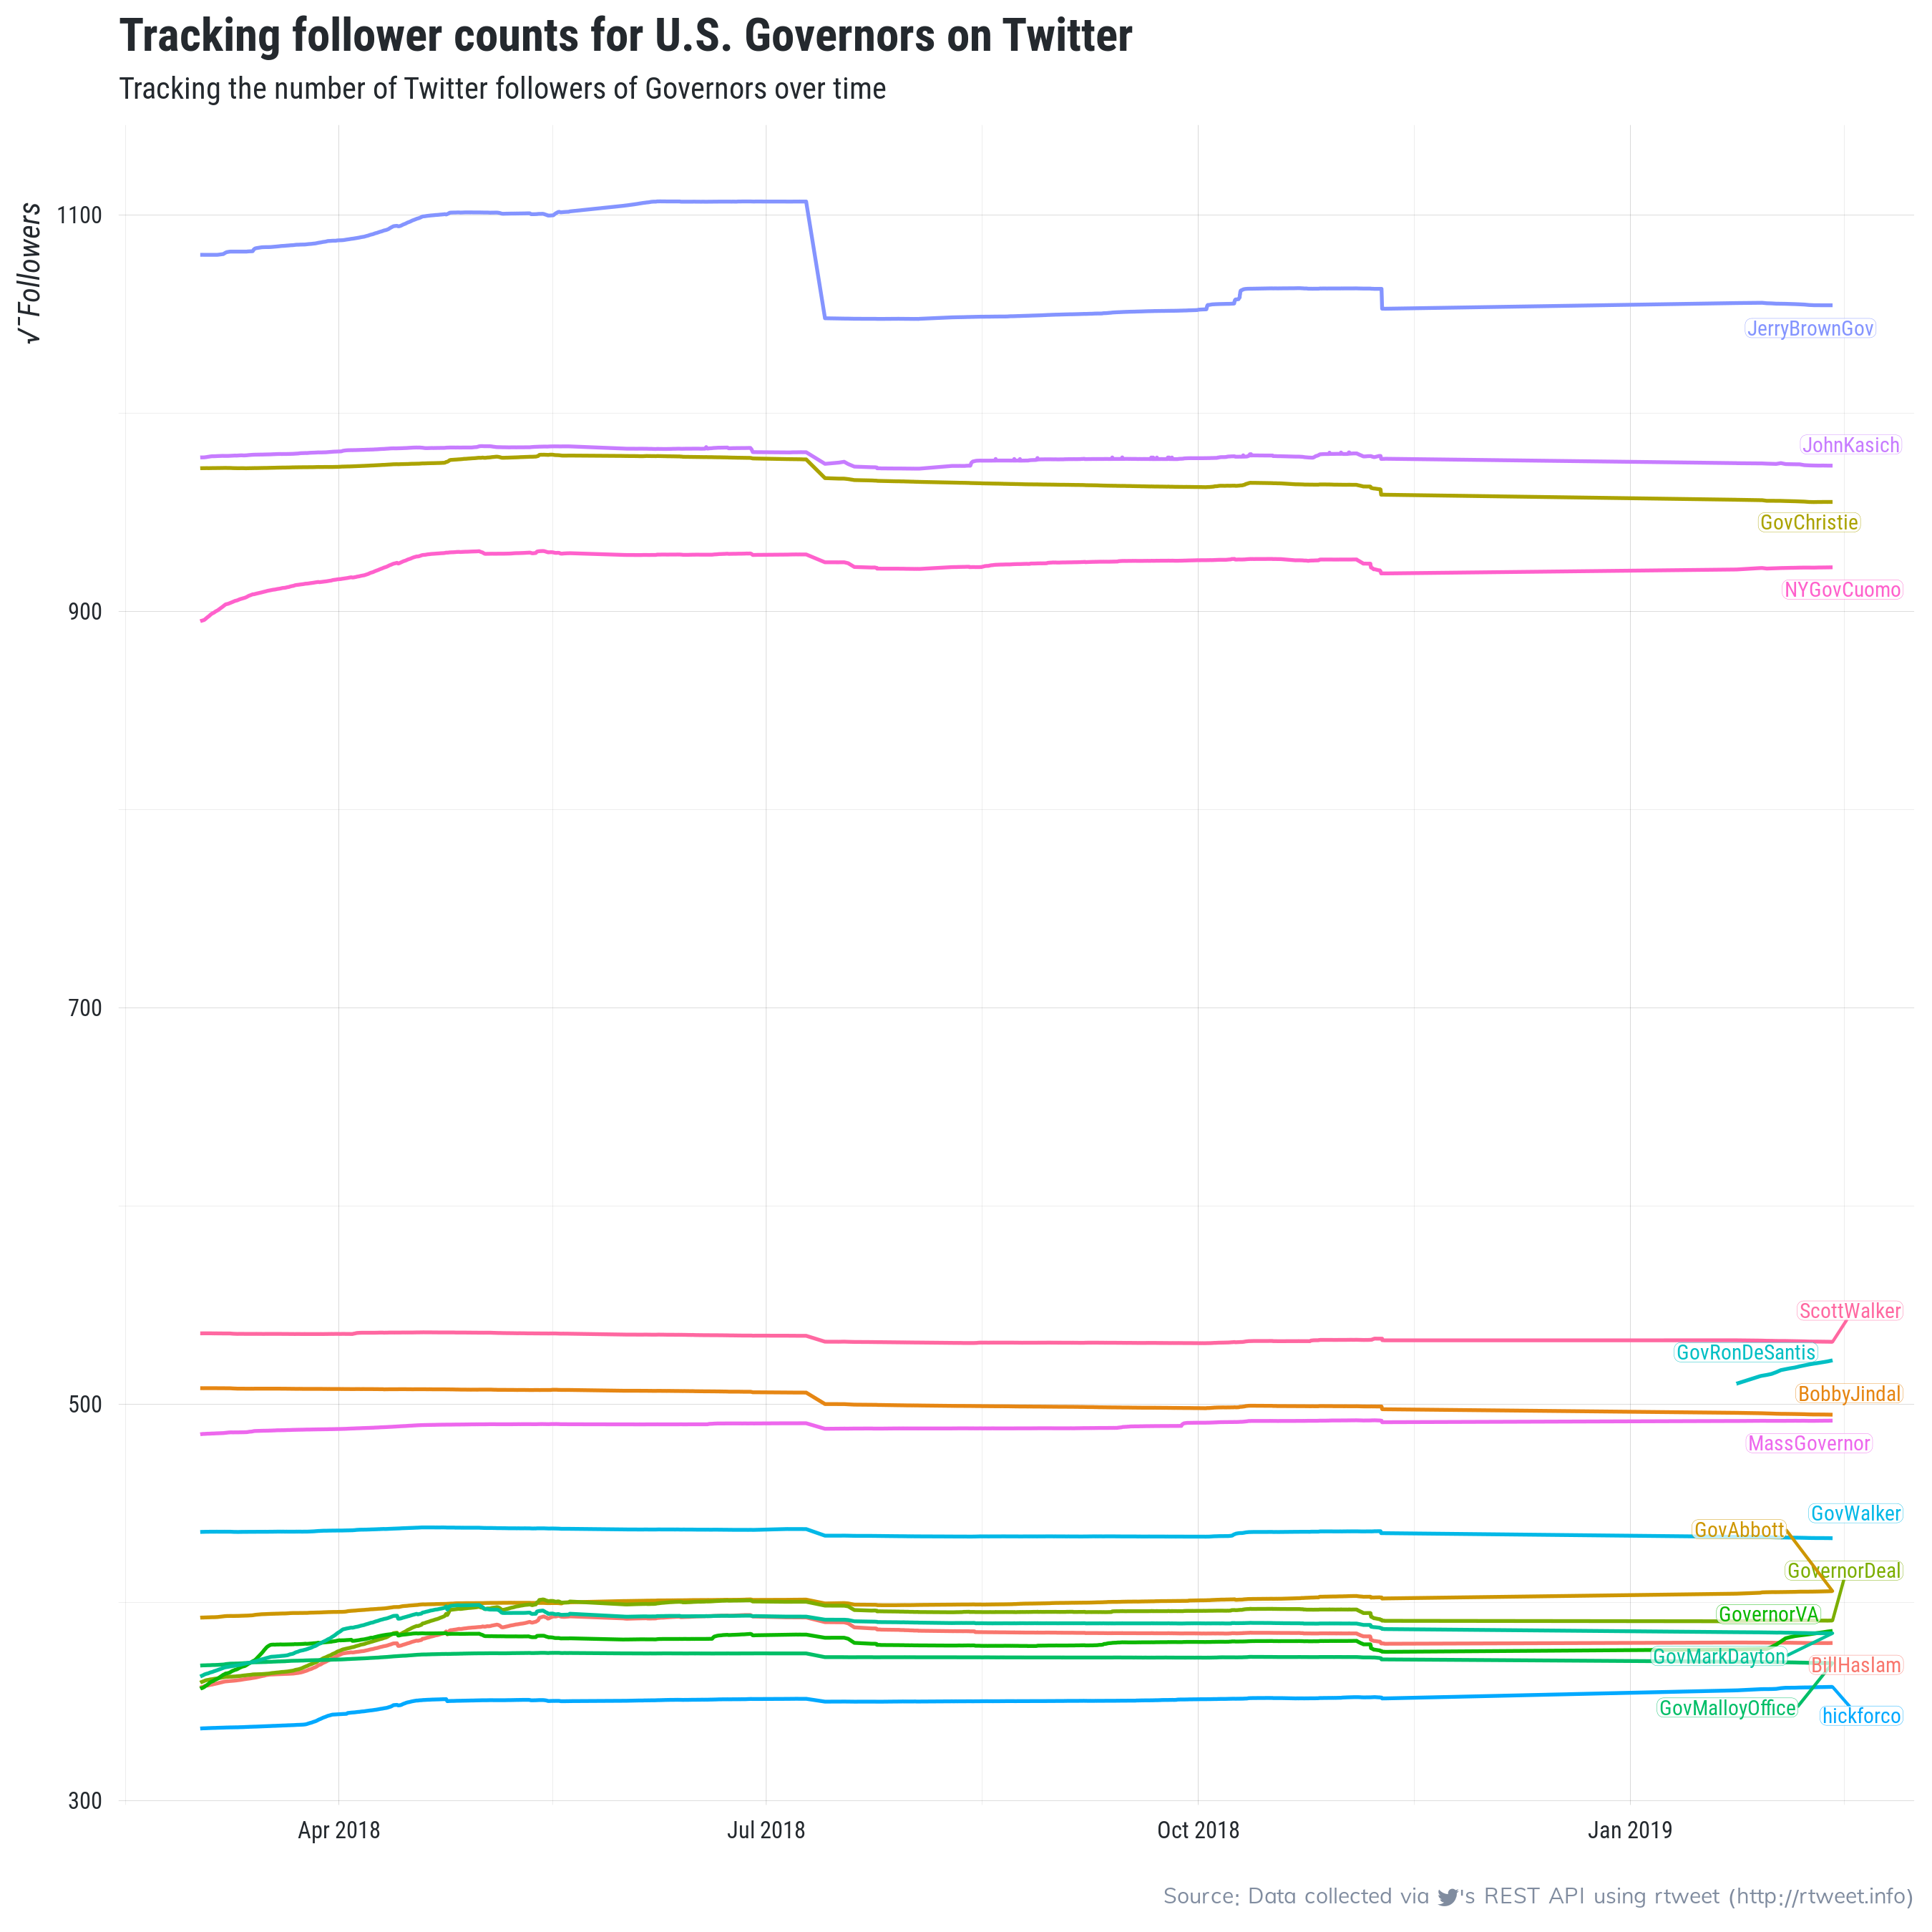 Tracking follower counts for U.S. Governors on Twitter
Tracking the number of Twitter followers of Governors over time
√¯Followers
1100
900
700
500
300
JerryBrownGov
JohnKasich
GovChristie
NYGovCuomo
ScottWalker
GovRonDeSantis
BobbyJindal
MassGovernor
GovWalker
GovAbbott
GovernorDeal
GovernorVA
GovMarkDayton
BillHaslam
GovMalloyOffice
hickforco
Apr 2018
Jul 2018
Oct 2018
Jan 2019
Source: Data collected via 's REST API using rtweet (http://rtweet.info)